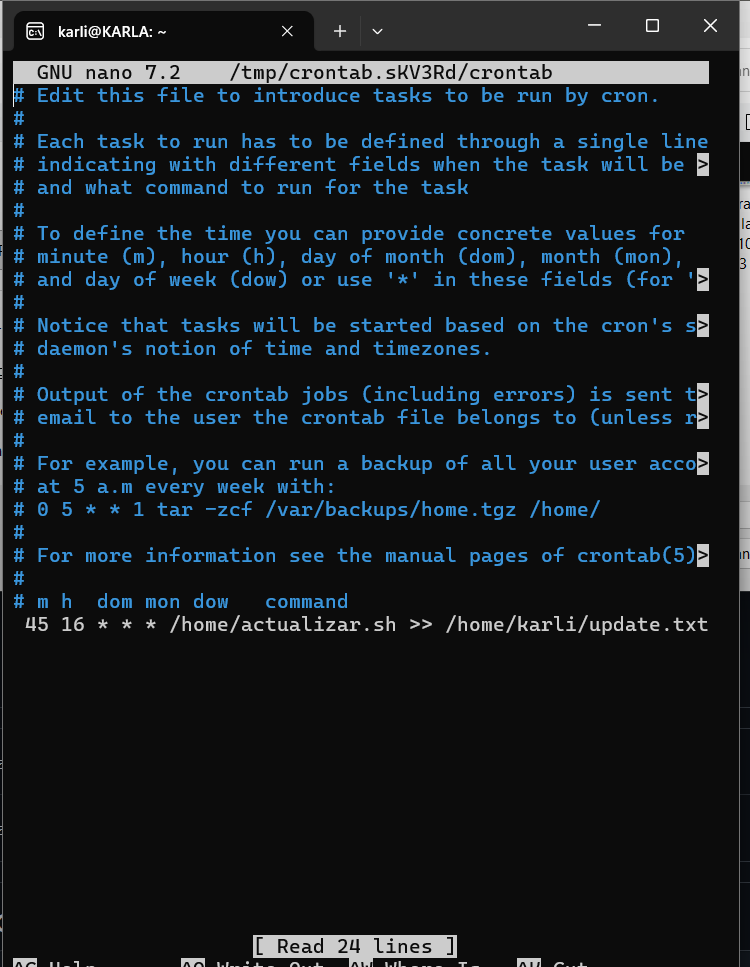 karli@KARLA: ~
GNU nano 7.2    /tmp/crontab.sKV3Rd/crontab
# Edit this file to introduce tasks to be run by cron.
#
# Each task to run has to be defined through a single line
# indicating with different fields when the task will be >
# and what command to run for the task
#
# To define the time you can provide concrete values for
# minute (m), hour (h), day of month (dom), month (mon),
# and day of week (dow) or use '*' in these fields (for '>
#
# Notice that tasks will be started based on the cron's s>
# daemon's notion of time and timezones.
#
# Output of the crontab jobs (including errors) is sent t>
# email to the user the crontab file belongs to (unless r>
#
# For example, you can run a backup of all your user acco>
# at 5 a.m every week with:
# 0 5 * * 1 tar -zcf /var/backups/home.tgz /home/
#
# For more information see the manual pages of crontab(5)>
#
# m h  dom mon dow   command
45 16 * * * /home/actualizar.sh >> /home/karli/update.txt
[ Read 24 lines ]
^G Help ^O Write Out ^W Where Is ^K Cut